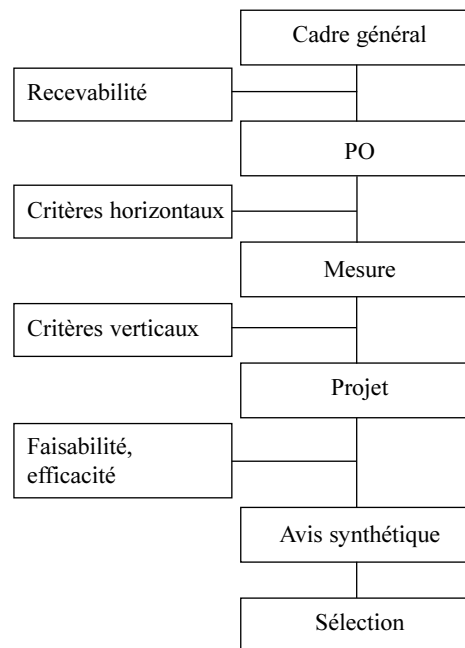 Cadre général
Recevabilité
PO
Critères horizontaux
Mesure
Critères verticaux
Projet
Faisabilité,
efficacité
Avis synthétique
Sélection